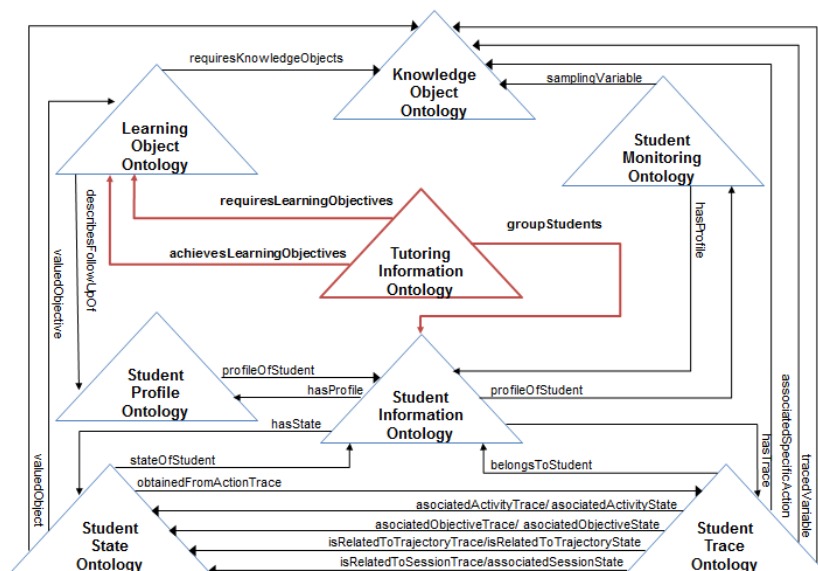 requiresKnowledgeObjects
Knowledge
Object
Ontology
samplingVariable
Learning
Object
Ontology
Student
Monitoring
Ontology
requiresLearningObjectives
groupStudents
achievesLearningObjectives
Tutoring
Information
Ontology
hasProfile
describesFollowUpOf
valuedObjective
Student
Profile
Ontology
profileOfStudent
hasProfile
Student
Information
Ontology
profileOfStudent
hasState
stateOfStudent
belongsToStudent
hasTrace
associatedSpecificAction
tracedVariable
valuedObject
obtainedFromActionTrace
asociatedActivityTrace/ asociatedActivityState
asociatedObjectiveTrace/ asociatedObjectiveState
isRelatedToTrajectoryTrace/isRelatedToTrajectoryState
isRelatedToSessionTrace/associatedSessionState
Student
State
Ontology
Student
Trace
Ontology